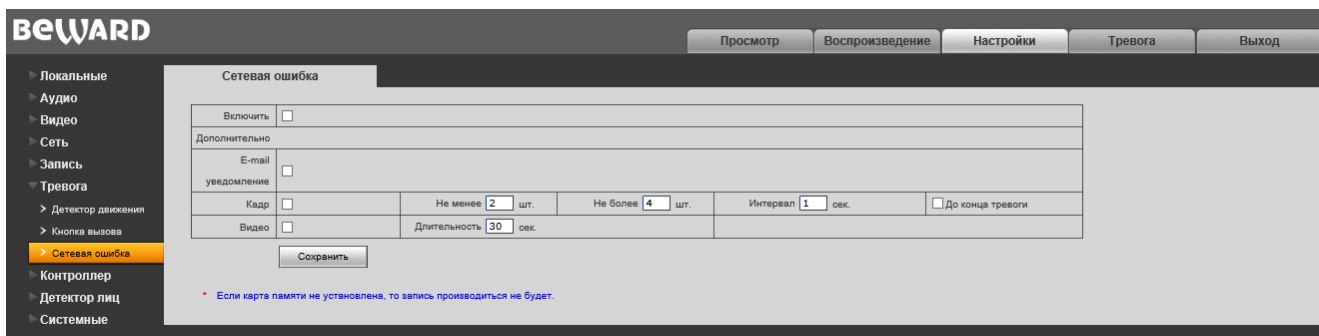 BEWARD
Просмотр Воспроизведение Настройки Тревога Выход
Локальные
Аудио
Видео
Сеть
Запись
Тревога
> Детектор движения
> Кнопка вызова
> Сетевая ошибка
Контроллер
Детектор лиц
Системные
Сетевая ошибка
Включить
Дополнительно
E-mail
уведомление
Кадр Не менее 2 шт. Не более 4 шт. Интервал 1 сек. До конца тревоги
Видео Длительность 30 сек.
Сохранить
* Если карта памяти не установлена, то запись производиться не будет.